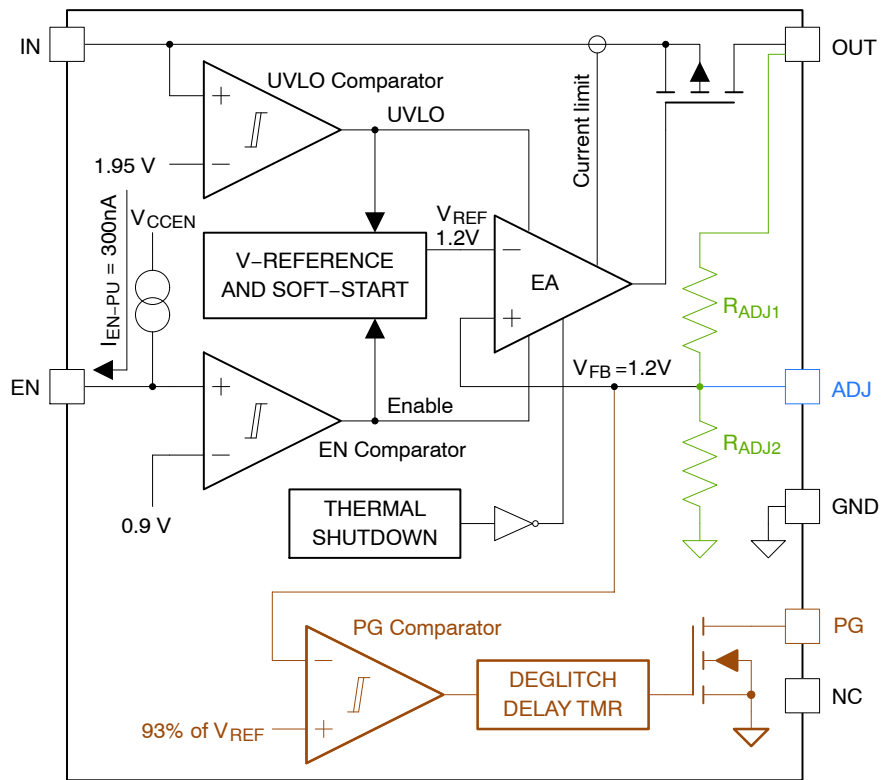 IN
OUT
UVLO Comparator
+
−
UVLO
Current limit
1.95 V
VCCEN
IEN−PU = 300nA
VREF
1.2V
V−REFERENCE
AND SOFT−START
−
EA
+
RADJ1
VFB =1.2V
EN
ADJ
+
−
Enable
EN Comparator
RADJ2
0.9 V
THERMAL
SHUTDOWN
GND
PG Comparator
PG
−
+
DEGLITCH
DELAY TMR
NC
93% of VREF